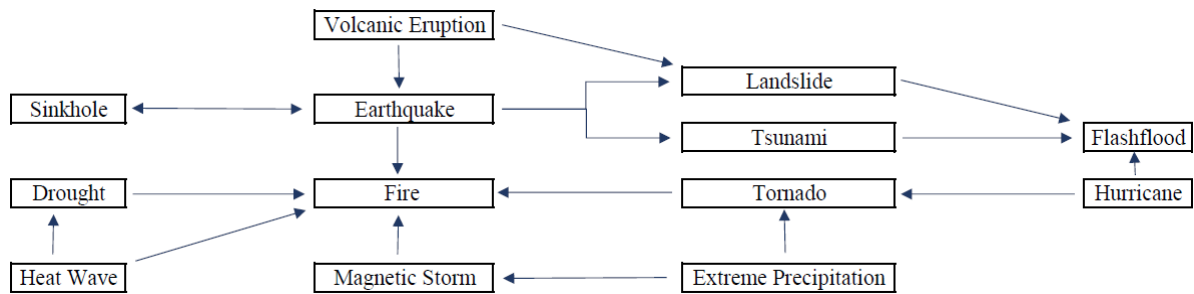 Volcanic Eruption
Landslide
Sinkhole
Earthquake
Tsunami
Flashflood
Drought
Fire
Tornado
Hurricane
Heat Wave
Magnetic Storm
Extreme Precipitation